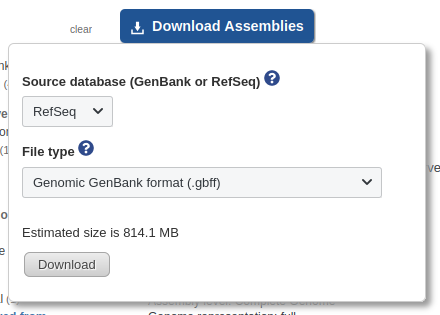 clear
Download Assemblies
Source database (GenBank or RefSeq)
RefSeq
File type
Genomic GenBank format (.gbff)
Estimated size is 814.1 MB
Download